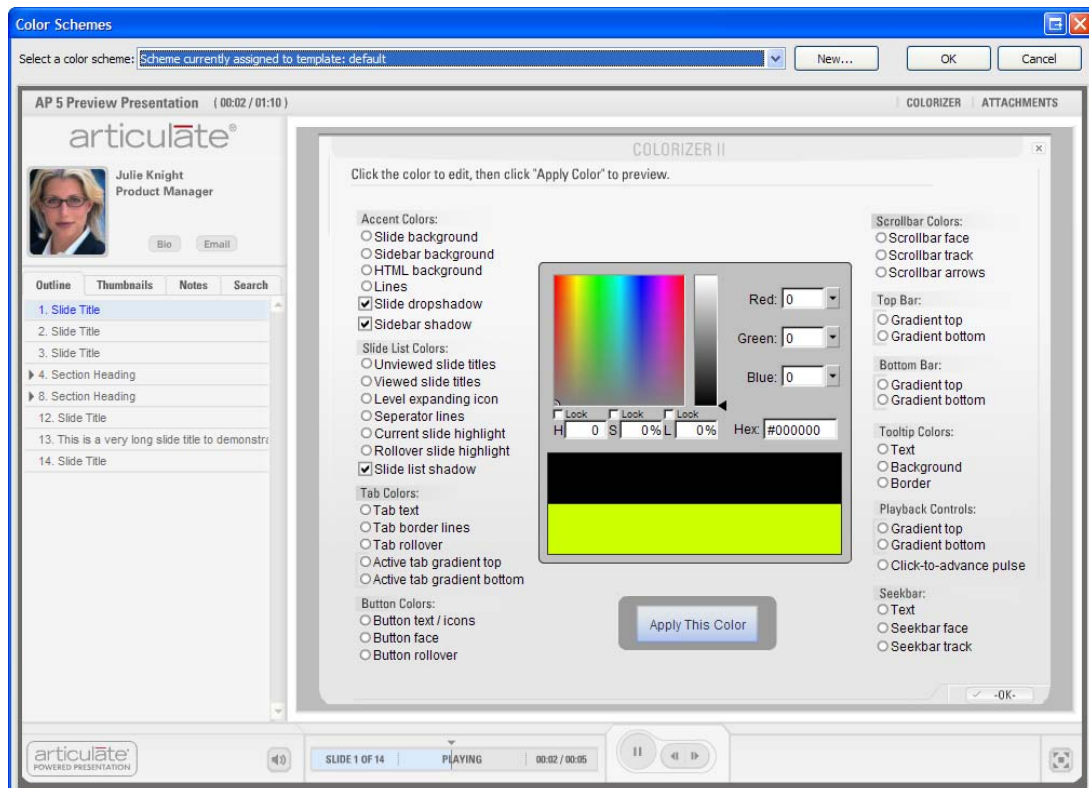 Color Schemes
Select a color scheme: Scheme currently assigned to template: default
New...
OK
Cancel
AP 5 Preview Presentation ( 00:02 / 01:10 )
COLORIZER
ATTACHMENTS
articulāte®
Julie Knight
Product Manager
Bio
Email
Outline
Thumbnails
Notes
Search
1. Slide Title
2. Slide Title
3. Slide Title
4. Section Heading
8. Section Heading
12. Slide Title
13. This is a very long slide title to demonstra
14. Slide Title
COLORIZER II
Click the color to edit, then click "Apply Color" to preview.
Accent Colors:
Slide background
Sidebar background
HTML background
Lines
Slide dropshadow
Sidebar shadow
Slide List Colors:
Unviewed slide titles
Viewed slide titles
Level expanding icon
Seperator lines
Current slide highlight
Rollover slide highlight
Slide list shadow
Tab Colors:
Tab text
Tab border lines
Tab rollover
Active tab gradient top
Active tab gradient bottom
Button Colors:
Button text / icons
Button face
Button rollover
Red: 0
Green: 0
Blue: 0
Lock Lock Lock
H 0 S 0% L 0% Hex: #000000
Apply This Color
Scrollbar Colors:
Scrollbar face
Scrollbar track
Scrollbar arrows
Top Bar:
Gradient top
Gradient bottom
Bottom Bar:
Gradient top
Gradient bottom
Tooltip Colors:
Text
Background
Border
Playback Controls:
Gradient top
Gradient bottom
Click-to-advance pulse
Seekbar:
Text
Seekbar face
Seekbar track
-OK-
articulāte®
POWERED PRESENTATION
SLIDE 1 OF 14
PLAYING
00:02 / 00:05